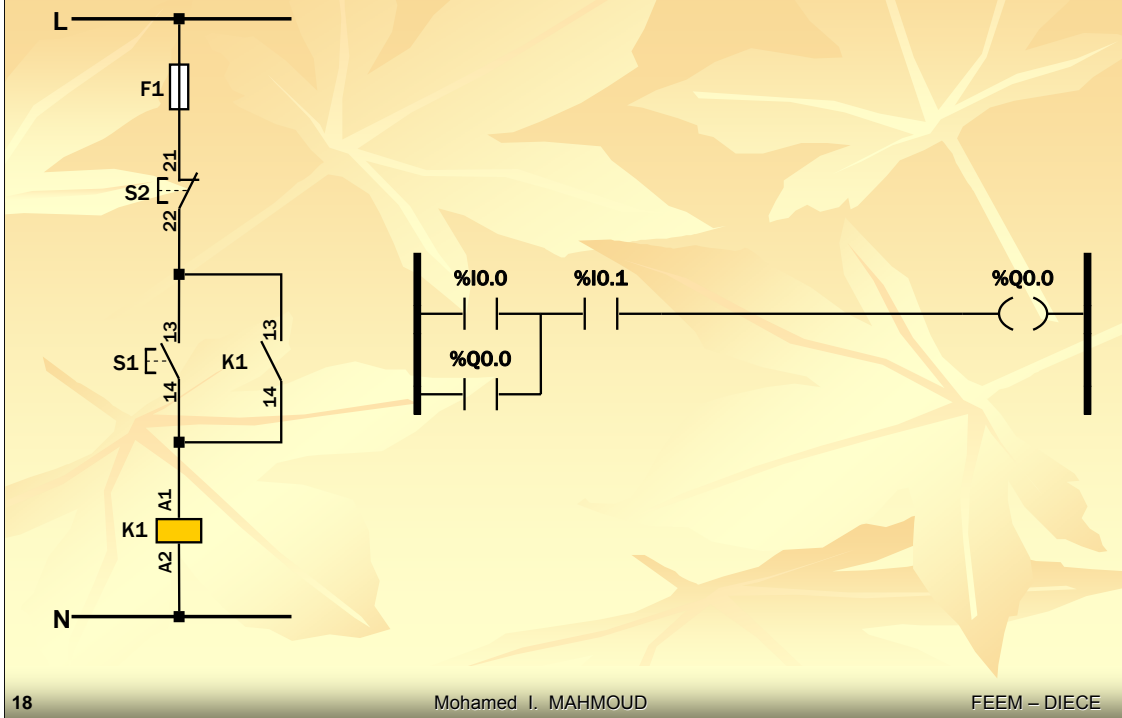 L
F1
21
S2
22
13
S1
14
K1
13
14
A1
K1
A2
N
%I0.0 %I0.1 %Q0.0
%Q0.0
18 Mohamed I. MAHMOUD FEEM – DIECE